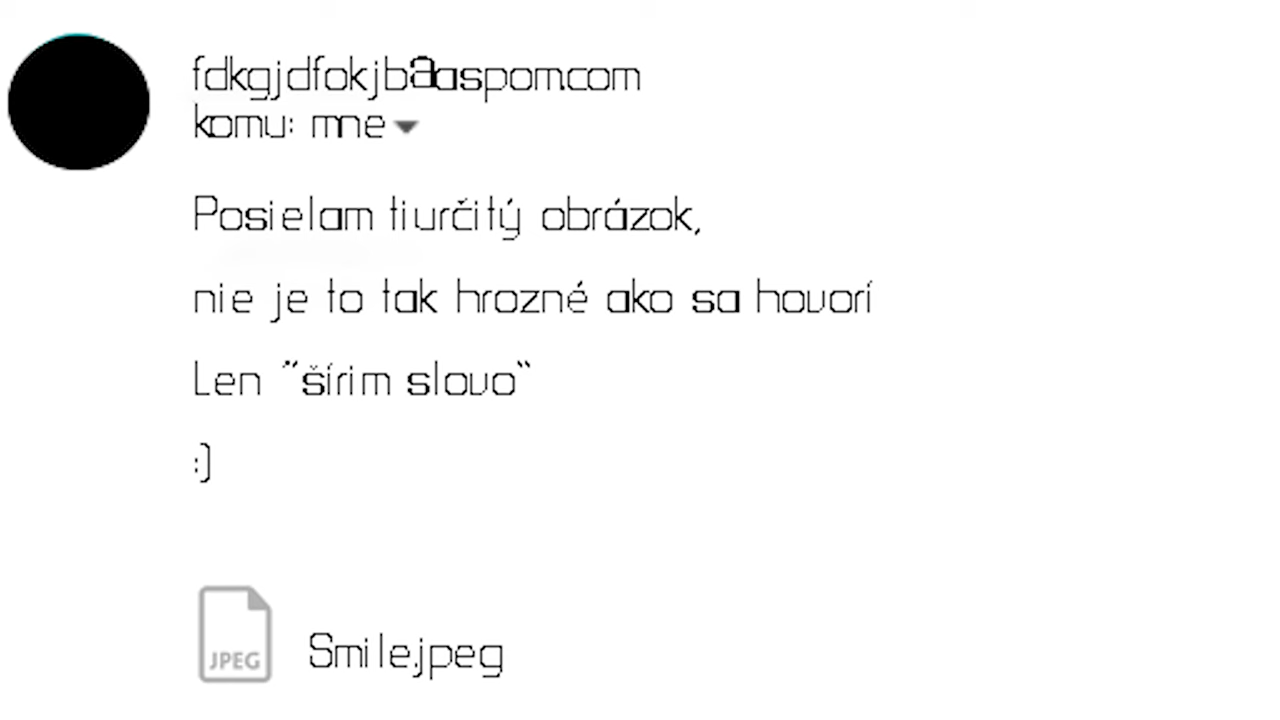 fdkgjdfokjb@aspom.com
komu: mne
Posielam ti určitý obrázok,
nie je to tak hrozné ako sa hovorí
Len "šírim slovo"
:)
JPEG
Smile.jpeg